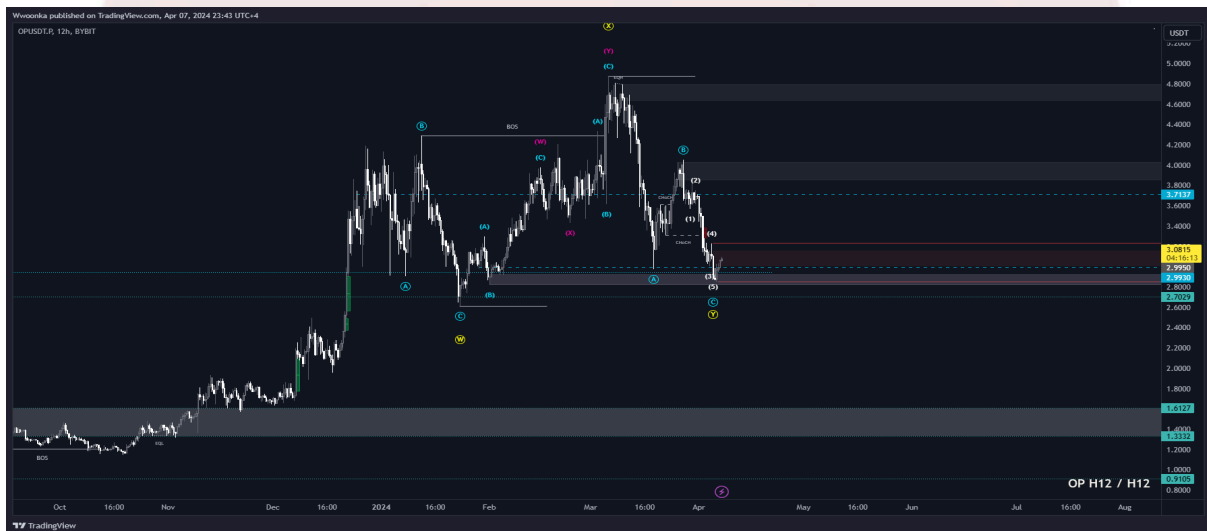 Wwoonka published on TradingView.com, Apr 07, 2024 23:43 UTC+4
OPUSDT.P, 12h, BYBIT
USDT
5.2000
5.0000
4.8000
4.6000
4.4000
4.2000
4.0000
3.8000
3.7137
3.6000
3.4000
3.0815
04:16:13
2.9950
2.9930
2.8000
2.7029
2.6000
2.4000
2.2000
2.0000
1.8000
1.6127
1.4000
1.3332
1.2000
1.0000
0.9105
0.8000
X
(Y)
(C)
EQH
(A)
B
BOS
(W)
(C)
(A)
(X)
(B)
(B)
A
C
W
B
(2)
CHoCH
(1)
(4)
CHoCH
A
(3)
(5)
C
Y
EQL
BOS
OP H12 / H12
Oct
16:00
Nov
Dec
16:00
2024
16:00
Feb
Mar
16:00
Apr
May
16:00
Jun
Jul
16:00
Aug
TradingView